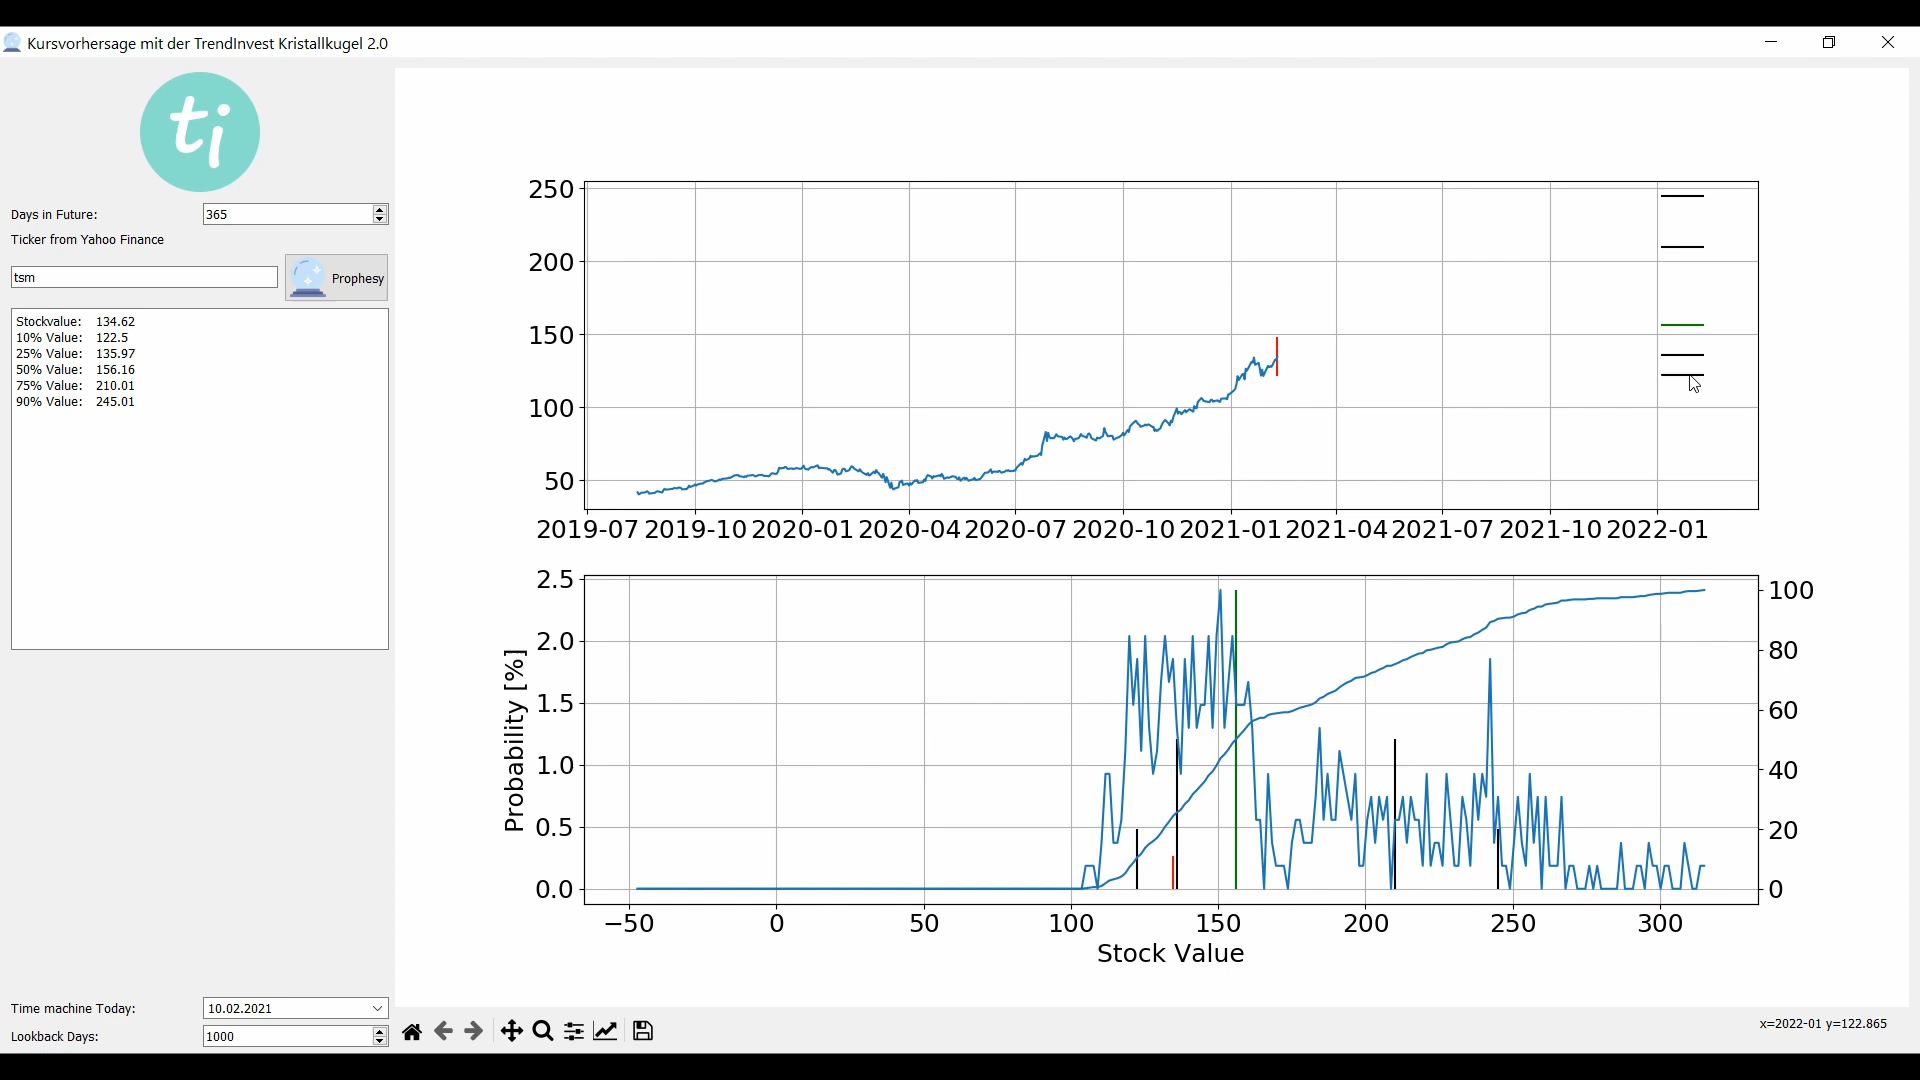 Kursvorhersage mit der TrendInvest Kristallkugel 2.0
ti
Days in Future: 365
Ticker from Yahoo Finance
tsm
Prophesy
Stockvalue: 134.62
10% Value: 122.5
25% Value: 135.97
50% Value: 156.16
75% Value: 210.01
90% Value: 245.01
Time machine Today: 10.02.2021
Lookback Days: 1000
250
200
150
100
50
2019-07 2019-10 2020-01 2020-04 2020-07 2020-10 2021-01 2021-04 2021-07 2021-10 2022-01
Probability [%]
2.5
2.0
1.5
1.0
0.5
0.0
100
80
60
40
20
0
−50 0 50 100 150 200 250 300
Stock Value
x=2022-01 y=122.865